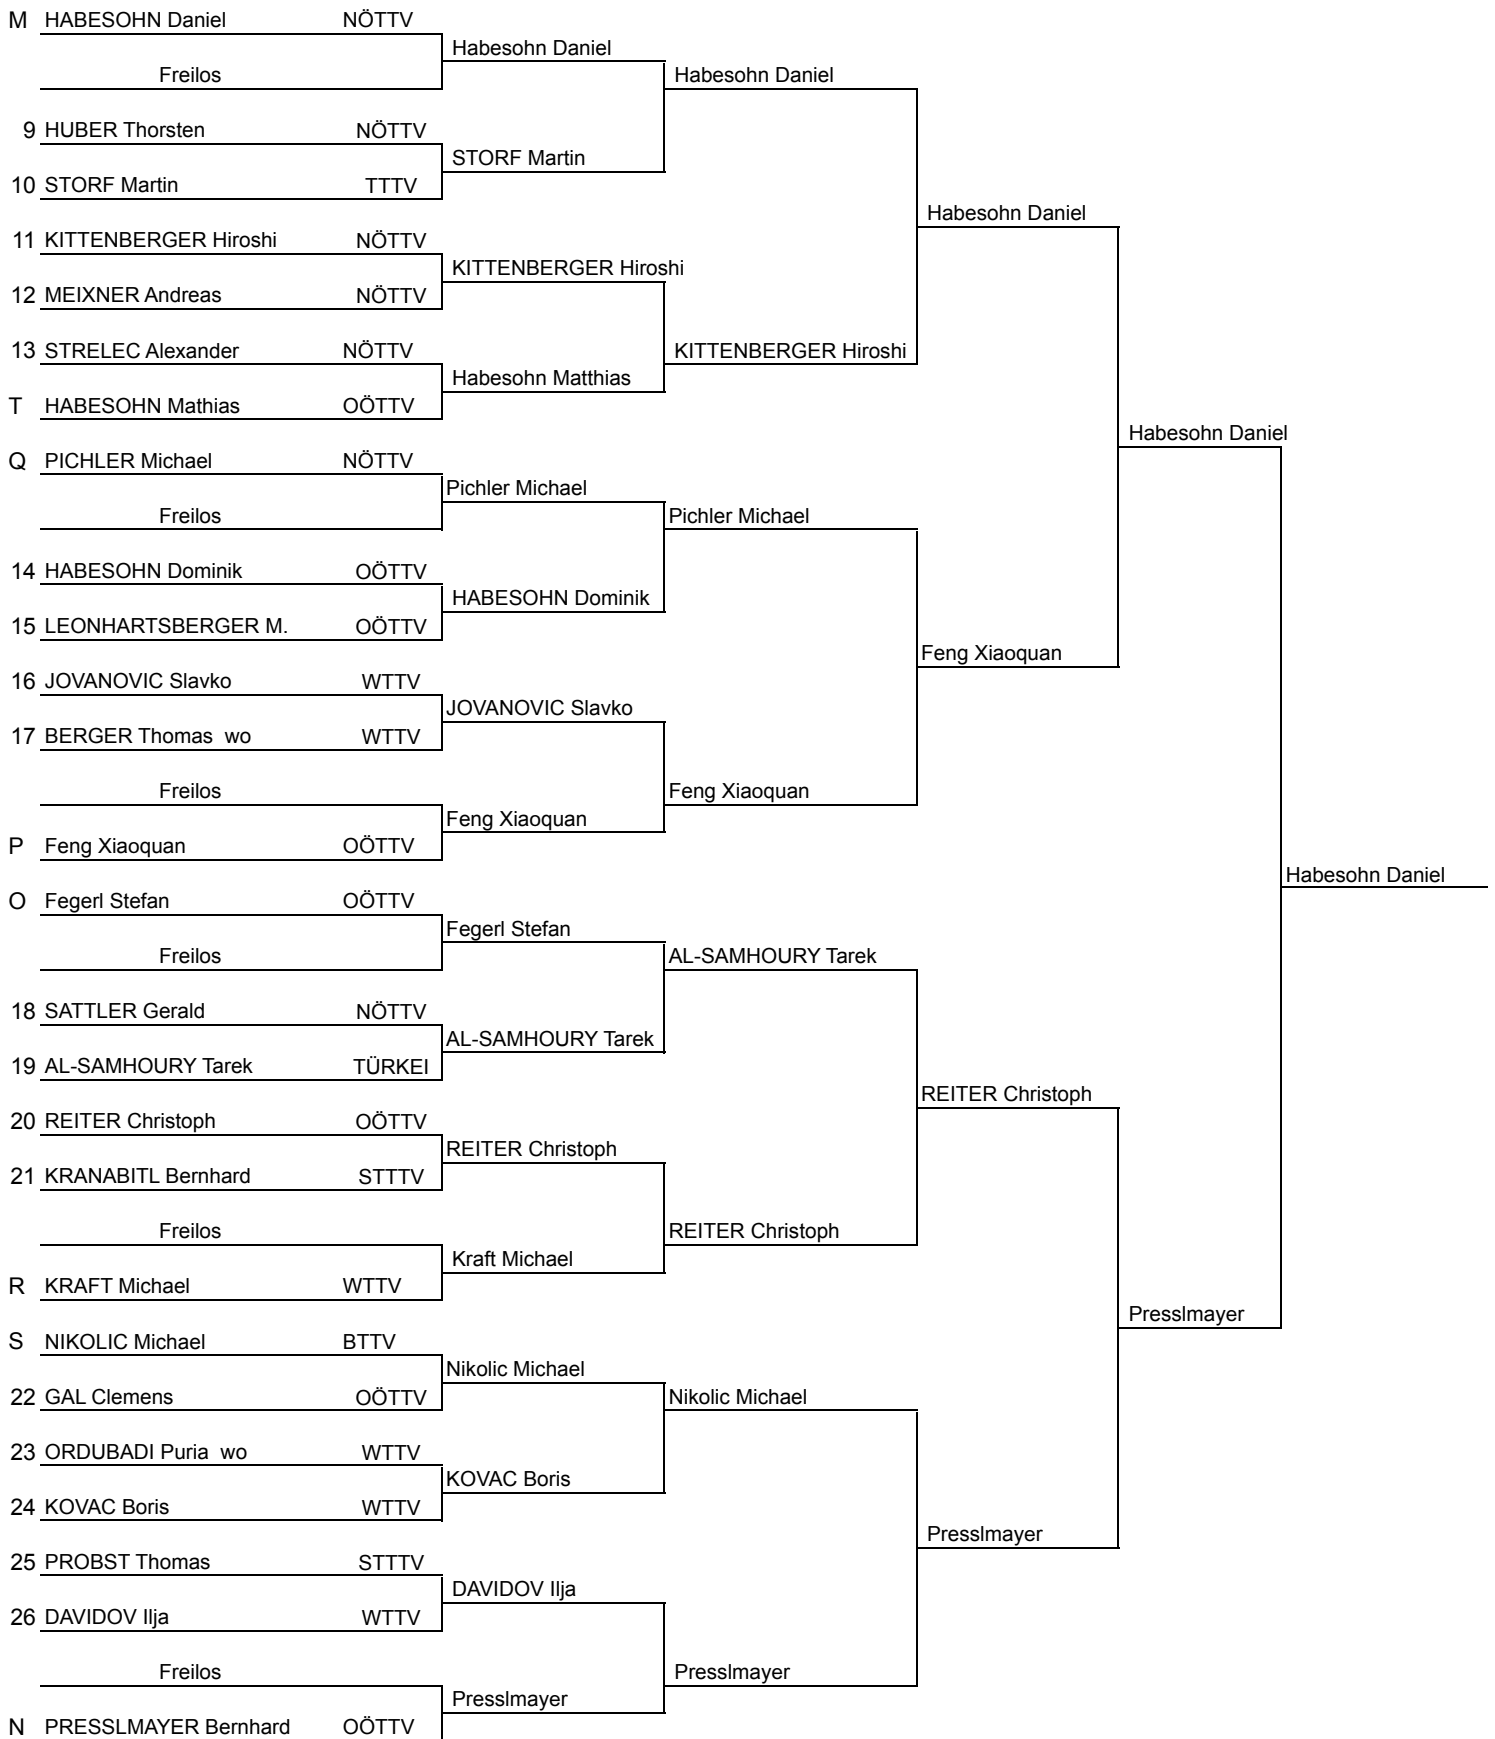 M HABESOHN Daniel NÖTTV
Habesohn Daniel
Freilos
Habesohn Daniel
9 HUBER Thorsten NÖTTV
STORF Martin
10 STORF Martin TTTV
Habesohn Daniel
11 KITTENBERGER Hiroshi NÖTTV
KITTENBERGER Hiroshi
12 MEIXNER Andreas NÖTTV
13 STRELEC Alexander NÖTTV
KITTENBERGER Hiroshi
Habesohn Matthias
T HABESOHN Mathias OÖTTV
Habesohn Daniel
Q PICHLER Michael NÖTTV
Pichler Michael
Freilos
Pichler Michael
14 HABESOHN Dominik OÖTTV
HABESOHN Dominik
15 LEONHARTSBERGER M. OÖTTV
Feng Xiaoquan
16 JOVANOVIC Slavko WTTV
JOVANOVIC Slavko
17 BERGER Thomas wo WTTV
Freilos
Feng Xiaoquan
Feng Xiaoquan
P Feng Xiaoquan OÖTTV
Habesohn Daniel
O Fegerl Stefan OÖTTV
Fegerl Stefan
Freilos
AL-SAMHOURY Tarek
18 SATTLER Gerald NÖTTV
AL-SAMHOURY Tarek
19 AL-SAMHOURY Tarek TÜRKEI
REITER Christoph
20 REITER Christoph OÖTTV
REITER Christoph
21 KRANABITL Bernhard STTTV
Freilos
REITER Christoph
Kraft Michael
R KRAFT Michael WTTV
Presslmayer
S NIKOLIC Michael BTTV
Nikolic Michael
22 GAL Clemens OÖTTV
Nikolic Michael
23 ORDUBADI Puria wo WTTV
KOVAC Boris
24 KOVAC Boris WTTV
Presslmayer
25 PROBST Thomas STTTV
DAVIDOV Ilja
26 DAVIDOV Ilja WTTV
Freilos
Presslmayer
Presslmayer
N PRESSLMAYER Bernhard OÖTTV